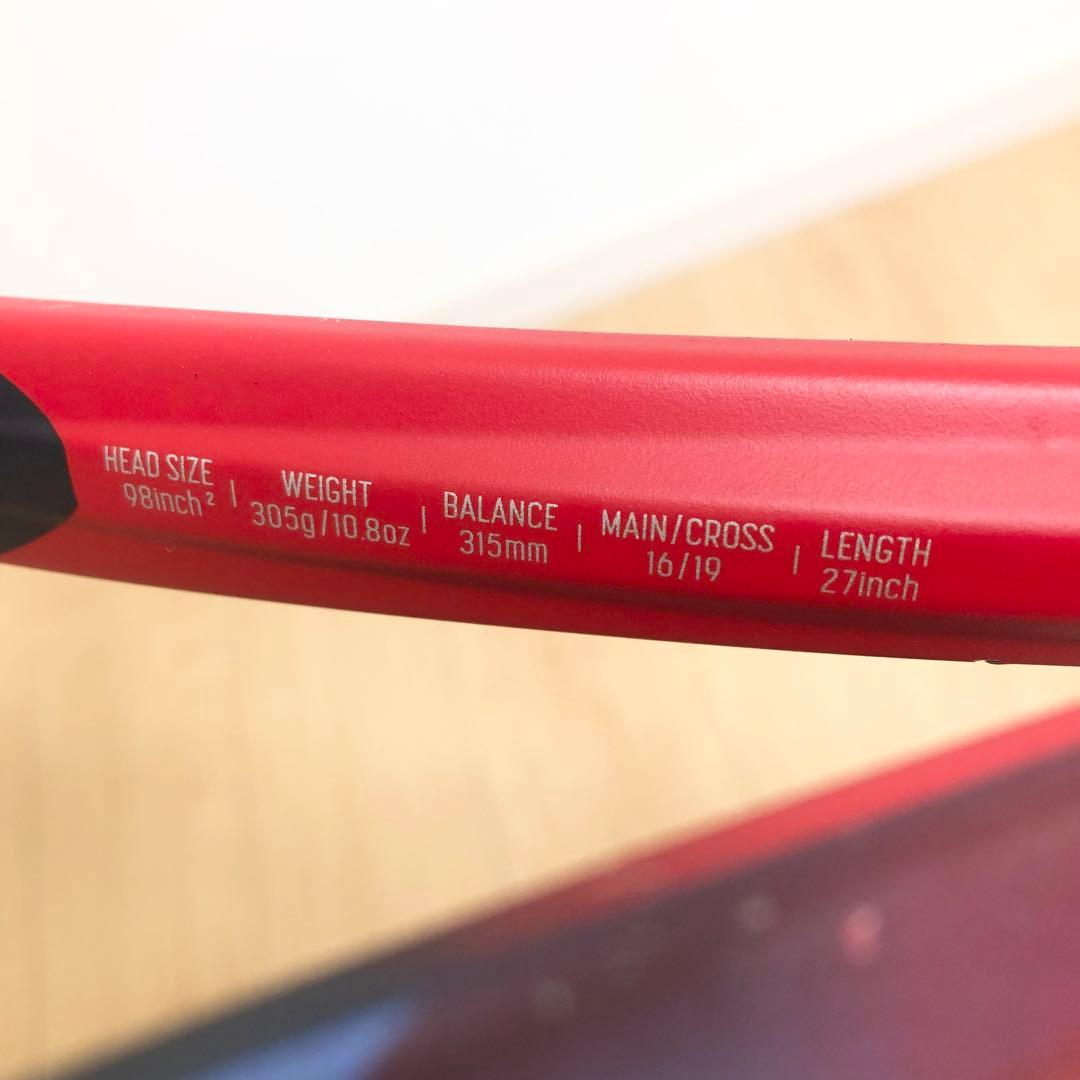 HEAD SIZE | WEIGHT | BALANCE | MAIN/CROSS | LENGTH
98inch² | 305g/10.8oz | 315mm | 16/19 | 27inch